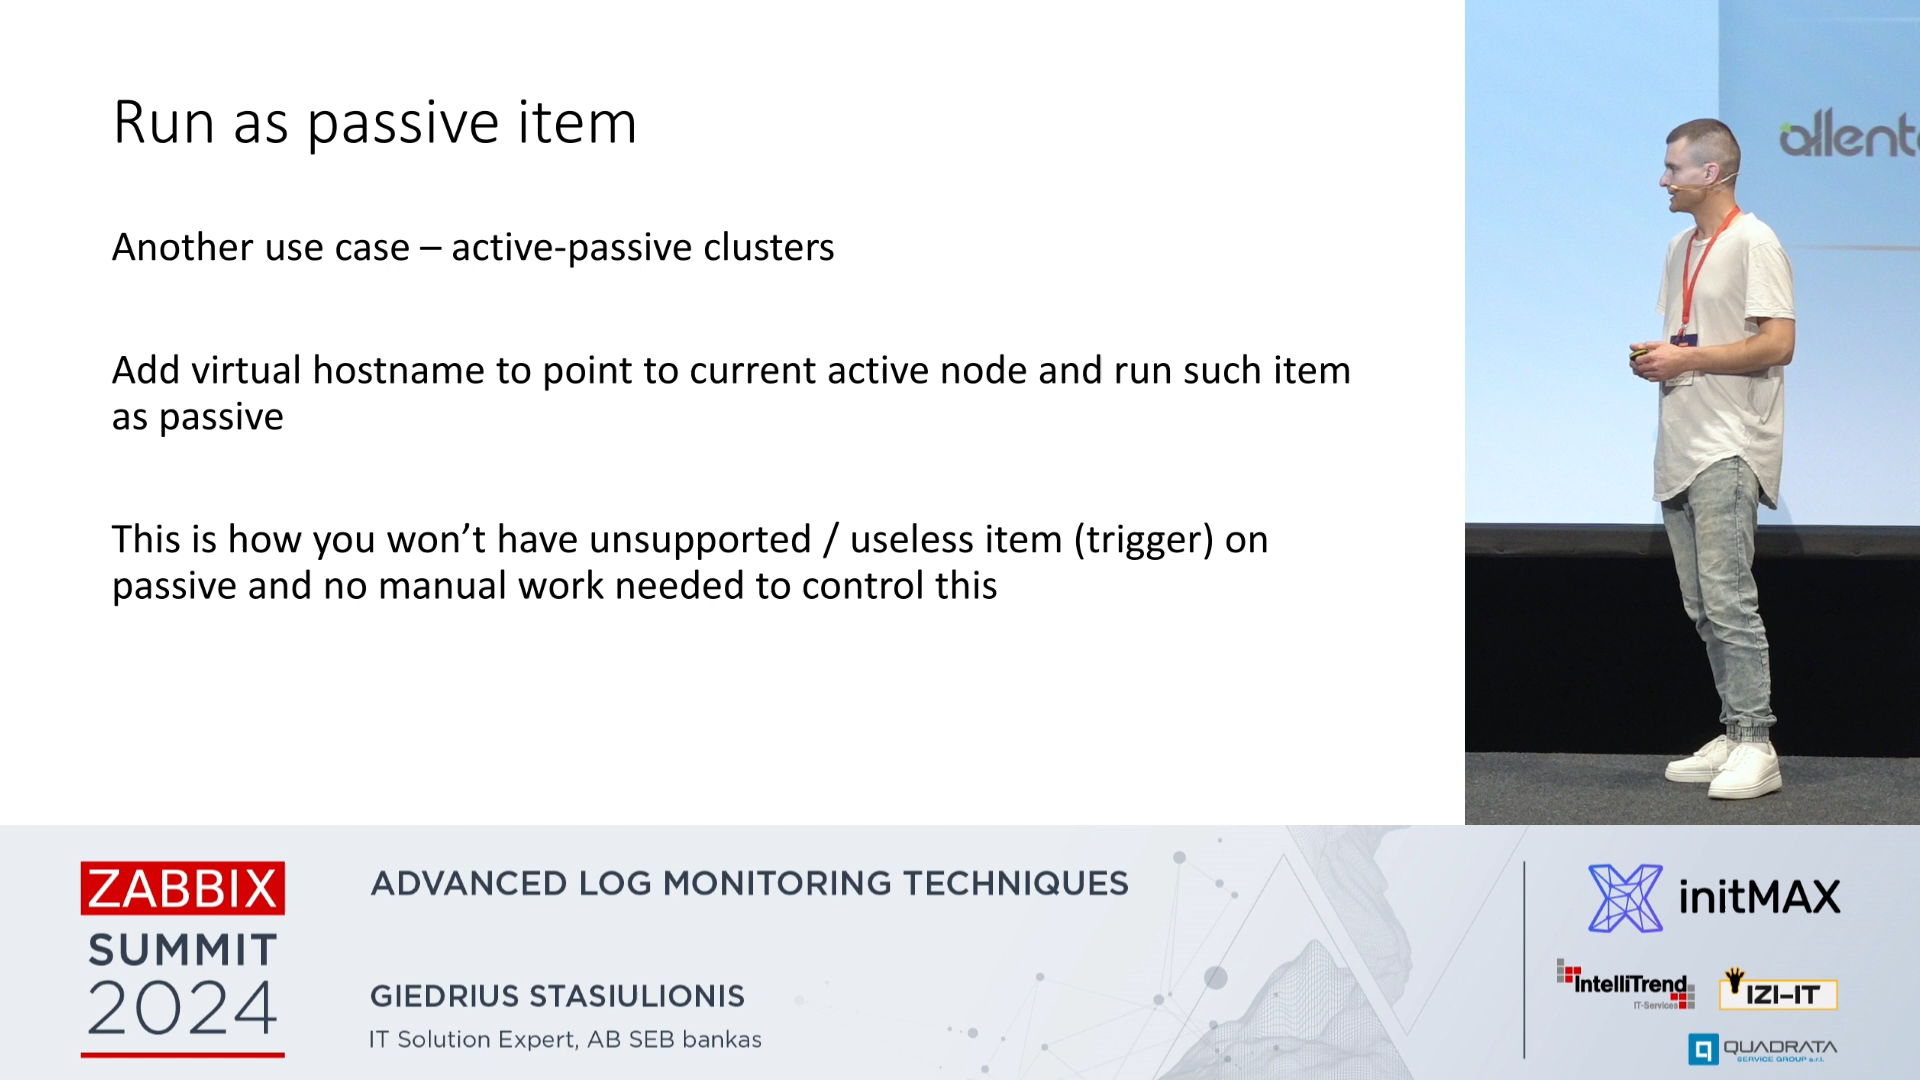 Run as passive item
Another use case – active-passive clusters
Add virtual hostname to point to current active node and run such item
as passive
This is how you won’t have unsupported / useless item (trigger) on
passive and no manual work needed to control this
allent
ZABBIX
SUMMIT
2024
ADVANCED LOG MONITORING TECHNIQUES
GIEDRIUS STASIULIONIS
IT Solution Expert, AB SEB bankas
initMAX
IntelliTrend
IT-Services
IZI-IT
QUADRATA
SERVICE GROUP s.r.l.